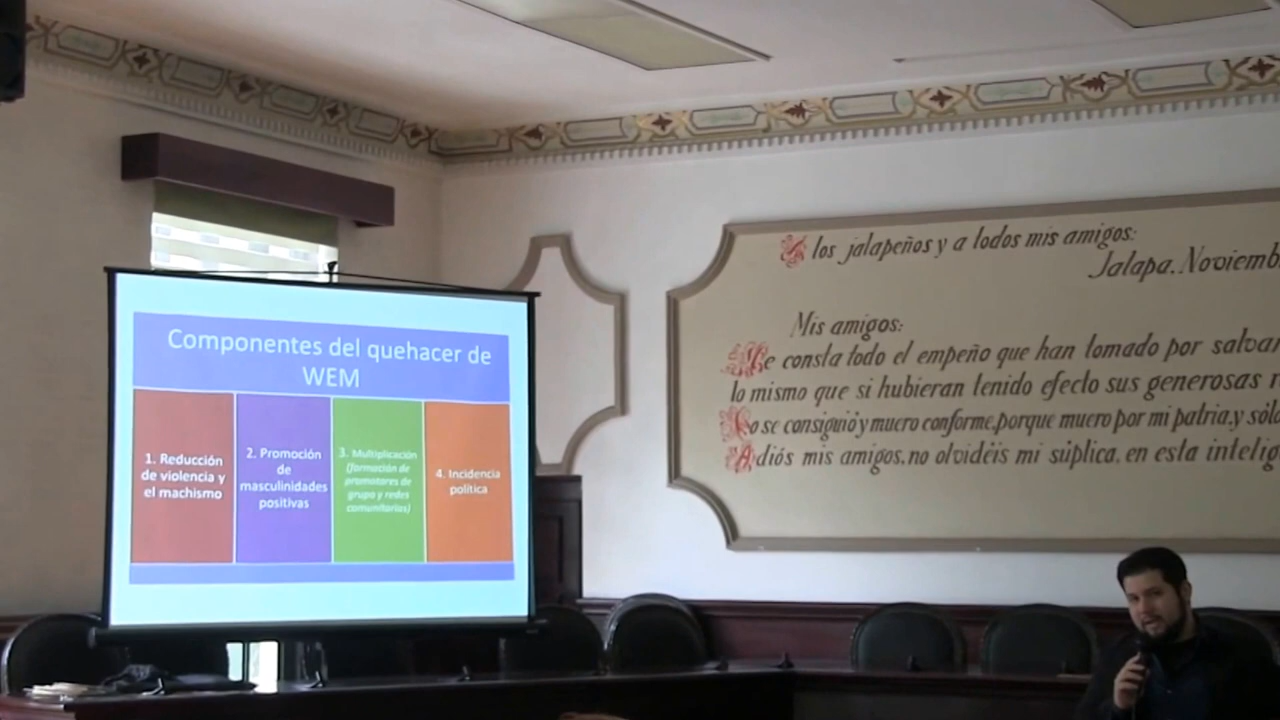 Componentes del quehacer de
WEM
1. Reducción
de violencia y
el machismo
2. Promoción
de
masculinidades
positivas
3. Multiplicación
(formación de
promotores de
grupo y redes
comunitarias)
4. Incidencia
política
A los jalapeños y a todos mis amigos:
Jalapa. Noviemb
Mis amigos:
Me consta todo el empeño que han tomado por salvar
lo mismo que si hubieran tenido efecto sus generosas
No se consiguió y muero conforme, porque muero por mi patria, y sól
Adiós mis amigos, no olvidéis mi súplica, en esta intelig